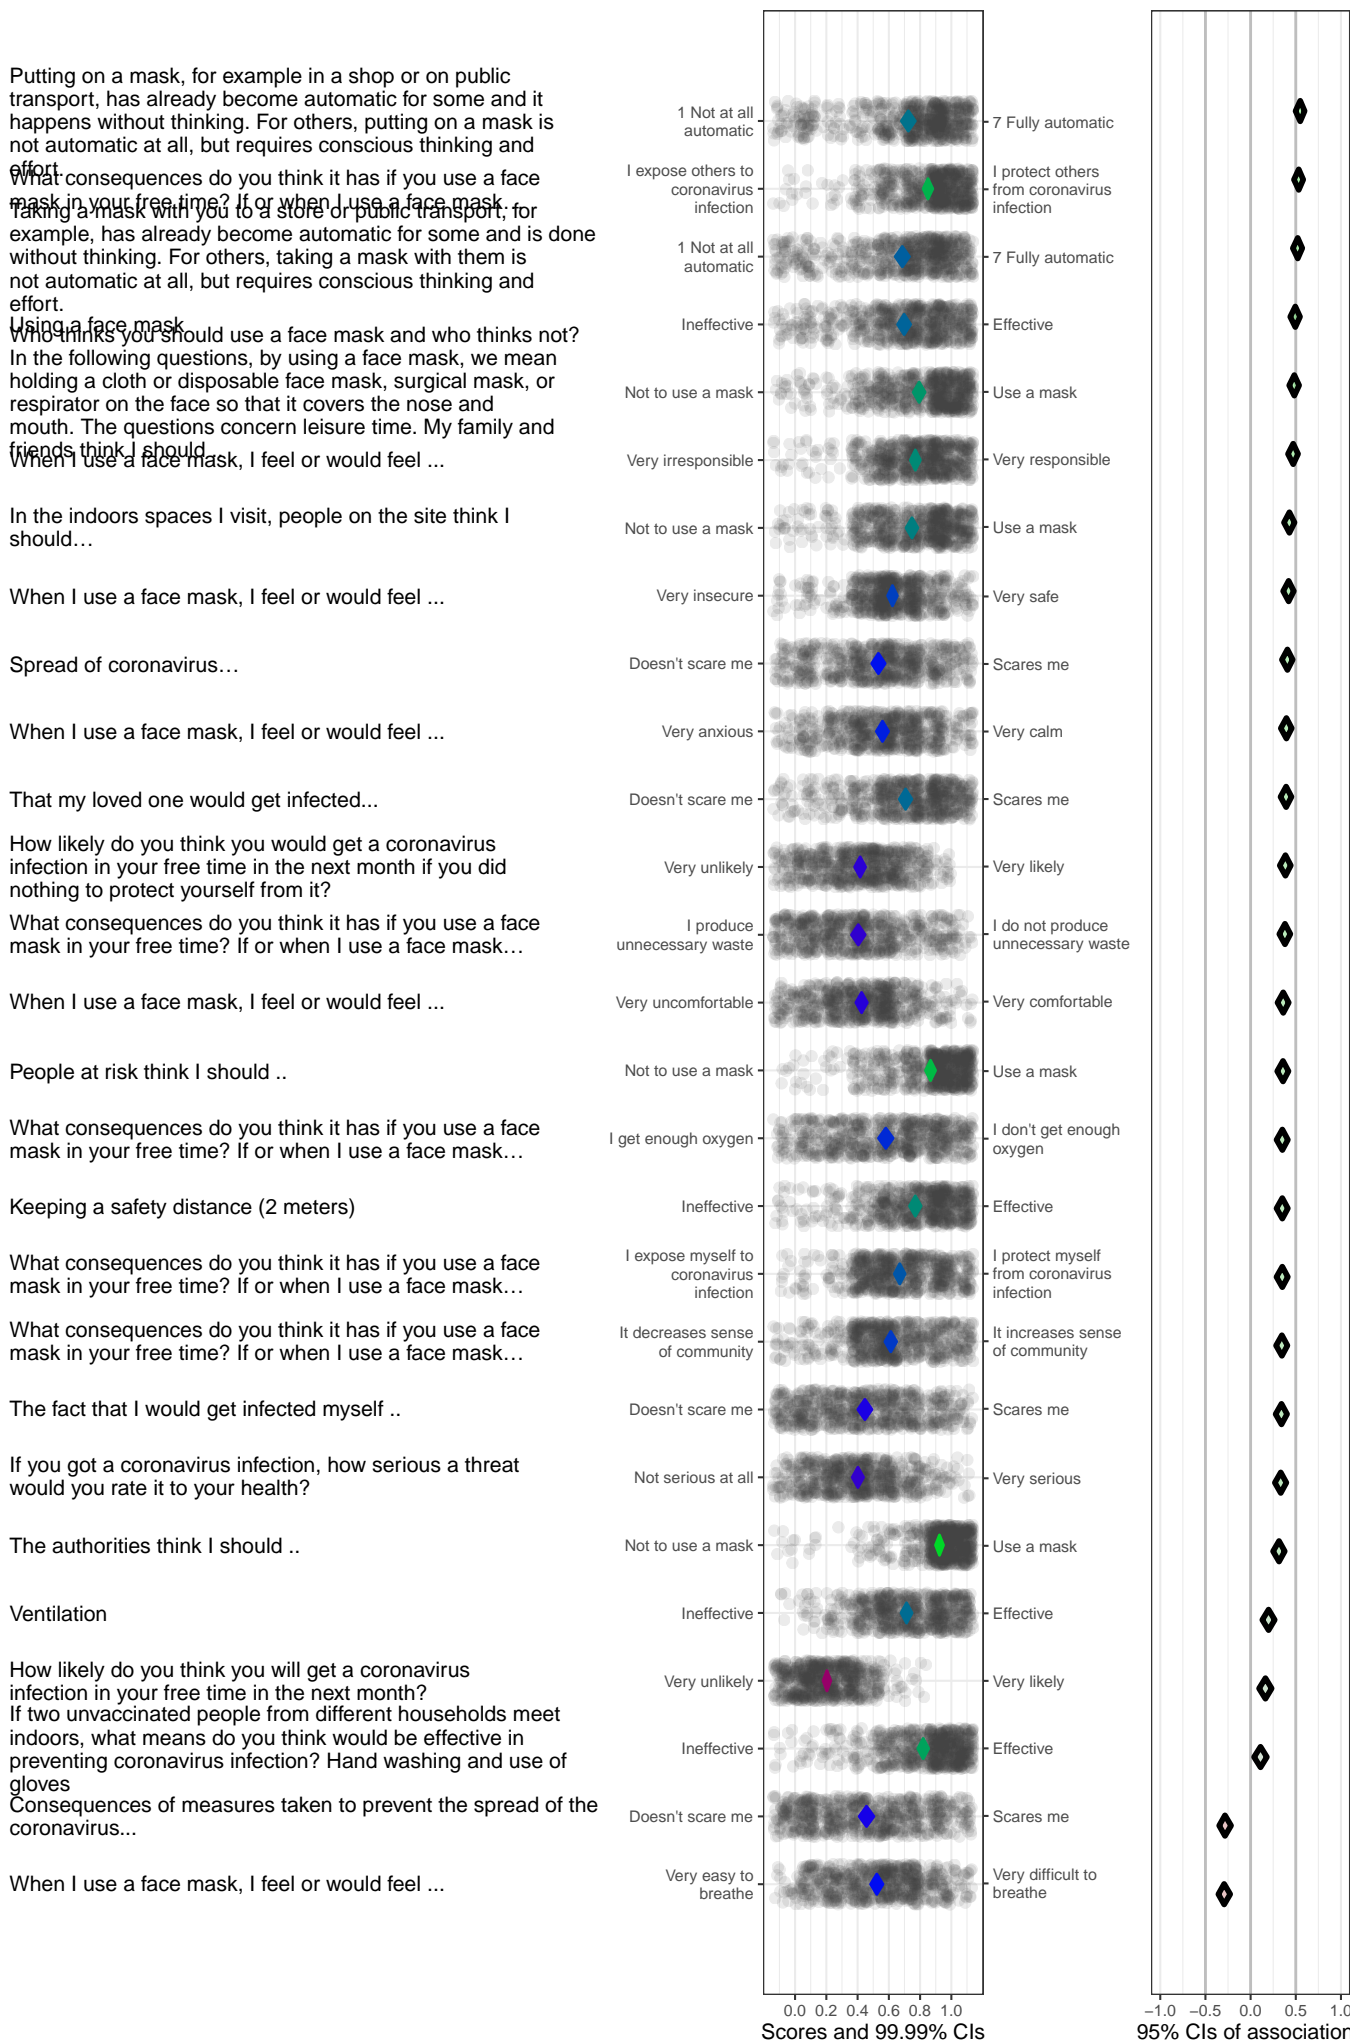 Putting on a mask, for example in a shop or on public
transport, has already become automatic for some and it
happens without thinking. For others, putting on a mask is
not automatic at all, but requires conscious thinking and
effort.
1 Not at all
automatic
7 Fully automatic
What consequences do you think it has if you use a face
mask in your free time? If or when I use a face mask…
I expose others to
coronavirus
infection
I protect others
from coronavirus
infection
Taking a mask with you to a store or public transport, for
example, has already become automatic for some and is done
without thinking. For others, taking a mask with them is
not automatic at all, but requires conscious thinking and
effort.
1 Not at all
automatic
7 Fully automatic
Using a face mask
Ineffective
Effective
Who thinks you should use a face mask and who thinks not?
In the following questions, by using a face mask, we mean
holding a cloth or disposable face mask, surgical mask, or
respirator on the face so that it covers the nose and
mouth. The questions concern leisure time. My family and
friends think I should..
Not to use a mask
Use a mask
When I use a face mask, I feel or would feel ...
Very irresponsible
Very responsible
In the indoors spaces I visit, people on the site think I
should…
Not to use a mask
Use a mask
When I use a face mask, I feel or would feel ...
Very insecure
Very safe
Spread of coronavirus…
Doesn't scare me
Scares me
When I use a face mask, I feel or would feel ...
Very anxious
Very calm
That my loved one would get infected...
Doesn't scare me
Scares me
How likely do you think you would get a coronavirus
infection in your free time in the next month if you did
nothing to protect yourself from it?
Very unlikely
Very likely
What consequences do you think it has if you use a face
mask in your free time? If or when I use a face mask…
I produce
unnecessary waste
I do not produce
unnecessary waste
When I use a face mask, I feel or would feel ...
Very uncomfortable
Very comfortable
People at risk think I should ..
Not to use a mask
Use a mask
What consequences do you think it has if you use a face
mask in your free time? If or when I use a face mask…
I get enough oxygen
I don't get enough
oxygen
Keeping a safety distance (2 meters)
Ineffective
Effective
What consequences do you think it has if you use a face
mask in your free time? If or when I use a face mask…
I expose myself to
coronavirus
infection
I protect myself
from coronavirus
infection
What consequences do you think it has if you use a face
mask in your free time? If or when I use a face mask…
It decreases sense
of community
It increases sense
of community
The fact that I would get infected myself ..
Doesn't scare me
Scares me
If you got a coronavirus infection, how serious a threat
would you rate it to your health?
Not serious at all
Very serious
The authorities think I should ..
Not to use a mask
Use a mask
Ventilation
Ineffective
Effective
How likely do you think you will get a coronavirus
infection in your free time in the next month?
Very unlikely
Very likely
If two unvaccinated people from different households meet
indoors, what means do you think would be effective in
preventing coronavirus infection? Hand washing and use of
gloves
Ineffective
Effective
Consequences of measures taken to prevent the spread of the
coronavirus...
Doesn't scare me
Scares me
When I use a face mask, I feel or would feel ...
Very easy to
breathe
Very difficult to
breathe
0.0 0.2 0.4 0.6 0.8 1.0
Scores and 99.99% CIs
−1.0 −0.5 0.0 0.5 1.0
95% CIs of association